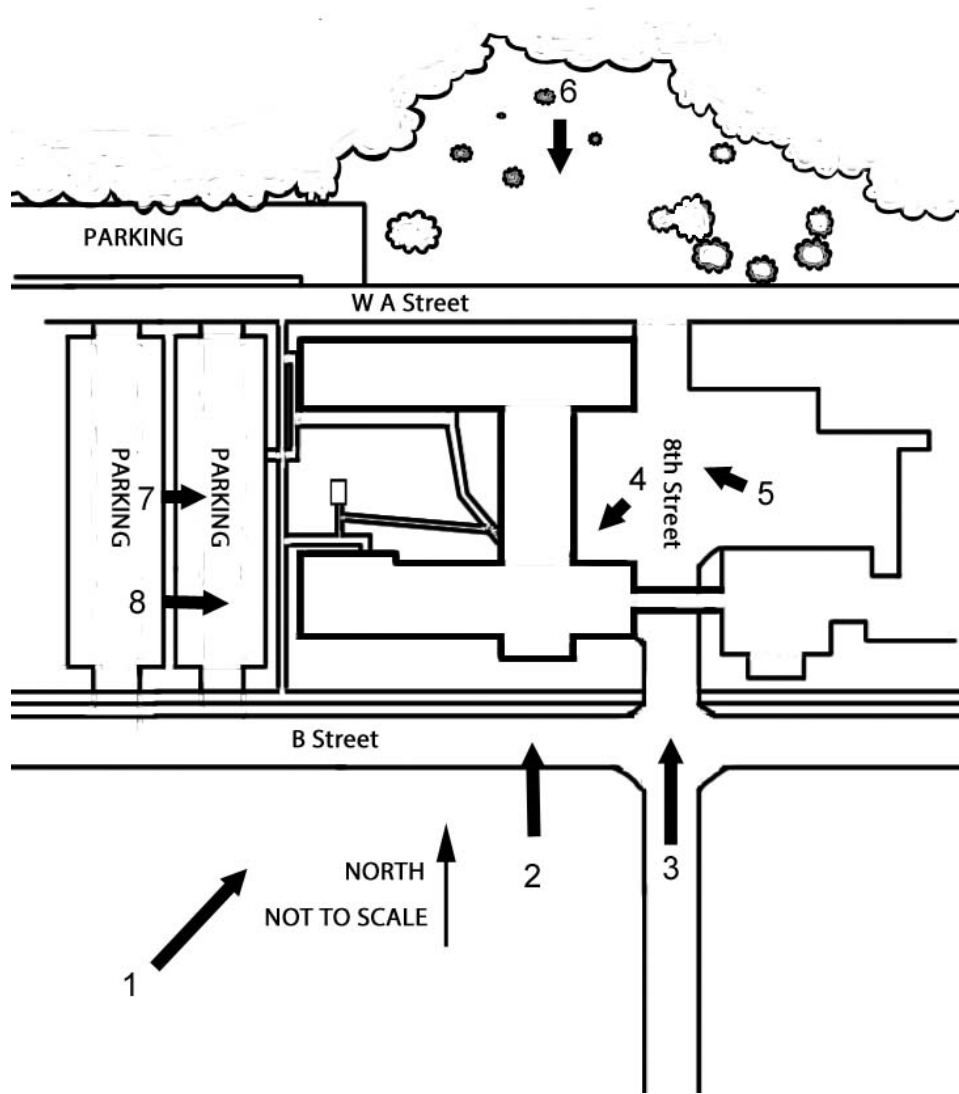 6
PARKING
W A Street
PARKING
PARKING
8th Street
4
5
7
8
B Street
2
3
NORTH
NOT TO SCALE
1